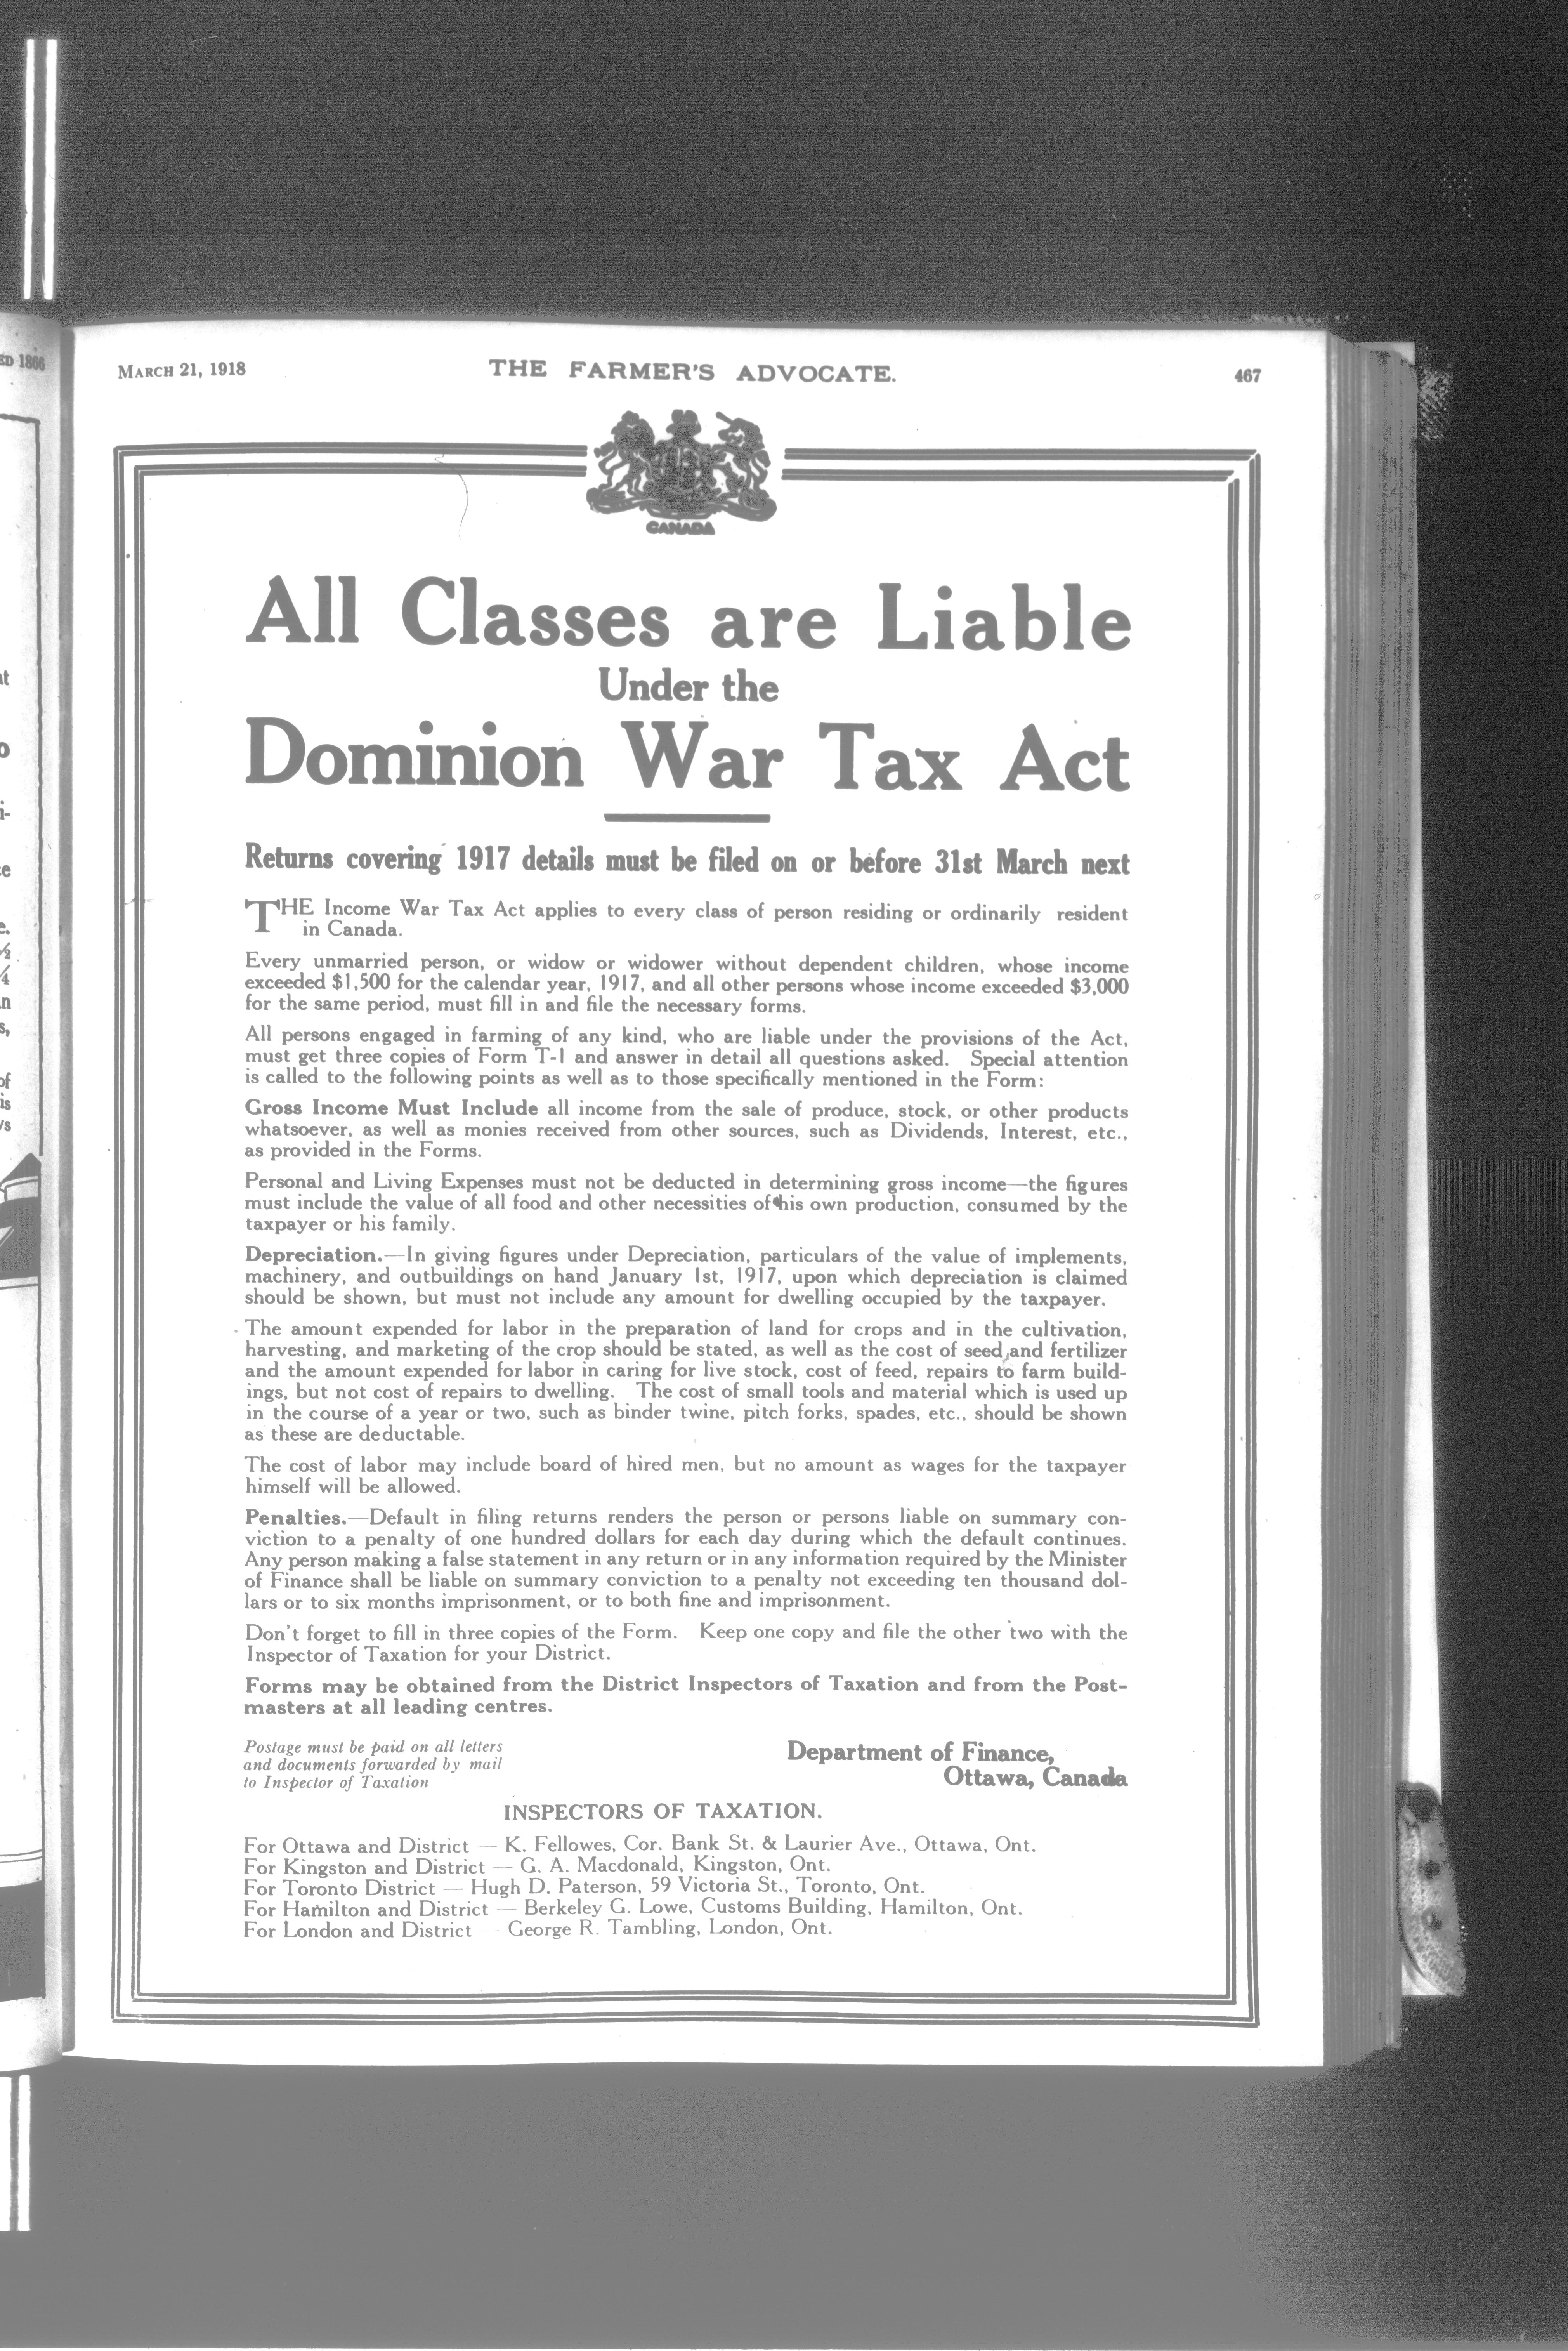 MARCH 21, 1918 THE FARMER'S ADVOCATE. 467
CANADA
All Classes are Liable
Under the
Dominion War Tax Act
Returns covering 1917 details must be filed on or before 31st March next
THE Income War Tax Act applies to every class of person residing or ordinarily resident
in Canada.
Every unmarried person, or widow or widower without dependent children, whose income
exceeded $1,500 for the calendar year, 1917, and all other persons whose income exceeded $3,000
for the same period, must fill in and file the necessary forms.
All persons engaged in farming of any kind, who are liable under the provisions of the Act,
must get three copies of Form T-1 and answer in detail all questions asked. Special attention
is called to the following points as well as to those specifically mentioned in the Form:
Gross Income Must Include all income from the sale of produce, stock, or other products
whatsoever, as well as monies received from other sources, such as Dividends, Interest, etc.,
as provided in the Forms.
Personal and Living Expenses must not be deducted in determining gross income—the figures
must include the value of all food and other necessities of his own production, consumed by the
taxpayer or his family.
Depreciation.—In giving figures under Depreciation, particulars of the value of implements,
machinery, and outbuildings on hand January 1st, 1917, upon which depreciation is claimed
should be shown, but must not include any amount for dwelling occupied by the taxpayer.
The amount expended for labor in the preparation of land for crops and in the cultivation,
harvesting, and marketing of the crop should be stated, as well as the cost of seed and fertilizer
and the amount expended for labor in caring for live stock, cost of feed, repairs to farm build-
ings, but not cost of repairs to dwelling. The cost of small tools and material which is used up
in the course of a year or two, such as binder twine, pitch forks, spades, etc., should be shown
as these are deductable.
The cost of labor may include board of hired men, but no amount as wages for the taxpayer
himself will be allowed.
Penalties.—Default in filing returns renders the person or persons liable on summary con-
viction to a penalty of one hundred dollars for each day during which the default continues.
Any person making a false statement in any return or in any information required by the Minister
of Finance shall be liable on summary conviction to a penalty not exceeding ten thousand dol-
lars or to six months imprisonment, or to both fine and imprisonment.
Don't forget to fill in three copies of the Form. Keep one copy and file the other two with the
Inspector of Taxation for your District.
Forms may be obtained from the District Inspectors of Taxation and from the Post-
masters at all leading centres.
Postage must be paid on all letters
and documents forwarded by mail
to Inspector of Taxation
Department of Finance,
Ottawa, Canada
INSPECTORS OF TAXATION.
For Ottawa and District — K. Fellowes, Cor. Bank St. & Laurier Ave., Ottawa, Ont.
For Kingston and District — G. A. Macdonald, Kingston, Ont.
For Toronto District — Hugh D. Paterson, 59 Victoria St., Toronto, Ont.
For Hamilton and District — Berkeley G. Lowe, Customs Building, Hamilton, Ont.
For London and District — George R. Tambling, London, Ont.